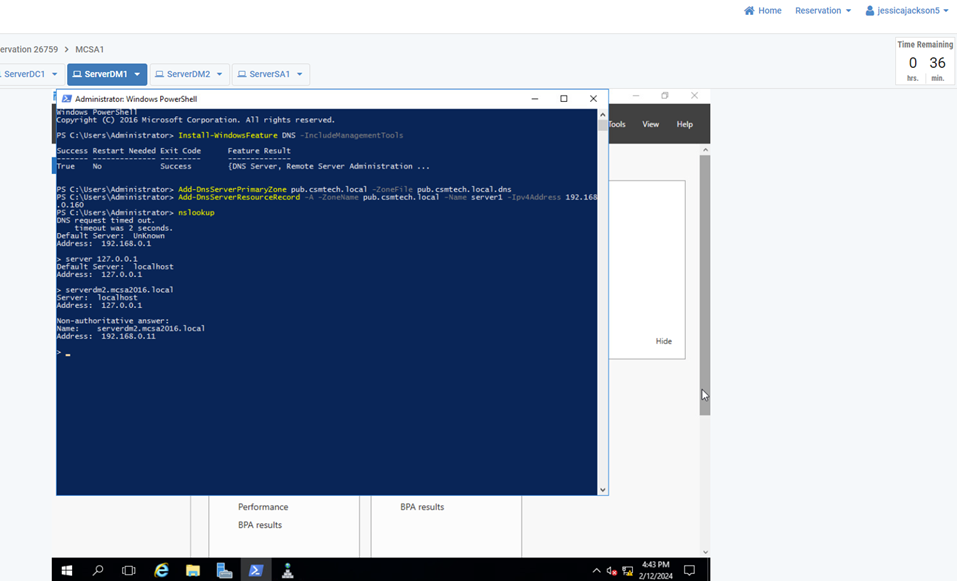 Home
Reservation
jessicajackson5
ervation 26759 > MCSA1
Time Remaining
0 36
hrs. min.
ServerDC1
ServerDM1
ServerDM2
ServerSA1
Administrator: Windows PowerShell
Tools View Help
Windows PowerShell
Copyright (C) 2016 Microsoft Corporation. All rights reserved.
PS C:\Users\Administrator> Install-WindowsFeature DNS -IncludeManagementTools
Success Restart Needed Exit Code Feature Result
------- -------------- --------- --------------
True No Success {DNS Server, Remote Server Administration ...
PS C:\Users\Administrator> Add-DnsServerPrimaryZone pub.csmtech.local -ZoneFile pub.csmtech.local.dns
PS C:\Users\Administrator> Add-DnsServerResourceRecord -A -ZoneName pub.csmtech.local -Name server1 -Ipv4Address 192.168
.0.160
PS C:\Users\Administrator> nslookup
DNS request timed out.
timeout was 2 seconds.
Default Server: UnKnown
Address: 192.168.0.1
> server 127.0.0.1
Default Server: localhost
Address: 127.0.0.1
> serverdm2.mcsa2016.local
Server: localhost
Address: 127.0.0.1
Non-authoritative answer:
Name: serverdm2.mcsa2016.local
Address: 192.168.0.11
> _
Hide
Performance
BPA results
BPA results
4:43 PM
2/12/2024